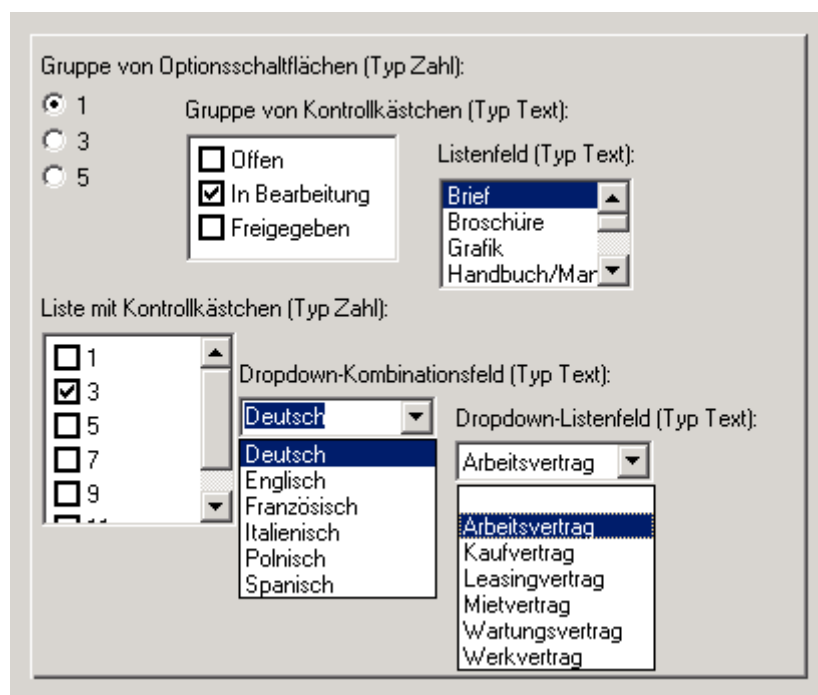 Gruppe von Optionsschaltflächen (Typ Zahl):
1
3
5
Gruppe von Kontrollkästchen (Typ Text):
Offen
In Bearbeitung
Freigegeben
Listenfeld (Typ Text):
Brief
Broschüre
Grafik
Handbuch/Mar
Liste mit Kontrollkästchen (Typ Zahl):
1
3
5
7
9
Dropdown-Kombinationsfeld (Typ Text):
Deutsch
Deutsch
Englisch
Französisch
Italienisch
Polnisch
Spanisch
Dropdown-Listenfeld (Typ Text):
Arbeitsvertrag
Arbeitsvertrag
Kaufvertrag
Leasingvertrag
Mietvertrag
Wartungsvertrag
Werkvertrag